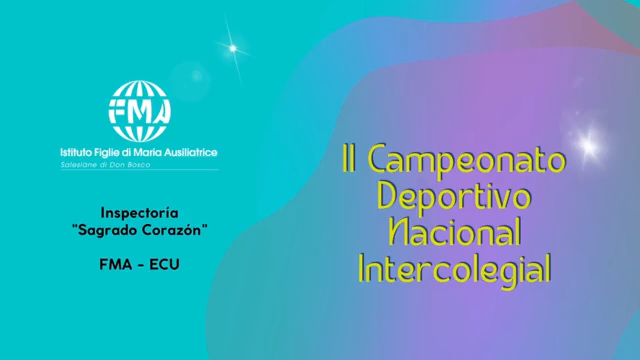 FMA
Istituto Figlie di Maria Ausiliatrice
Salesiane di Don Bosco
Inspectoría
"Sagrado Corazón"
FMA - ECU
II Campeonato
Deportivo
Nacional
Intercolegial